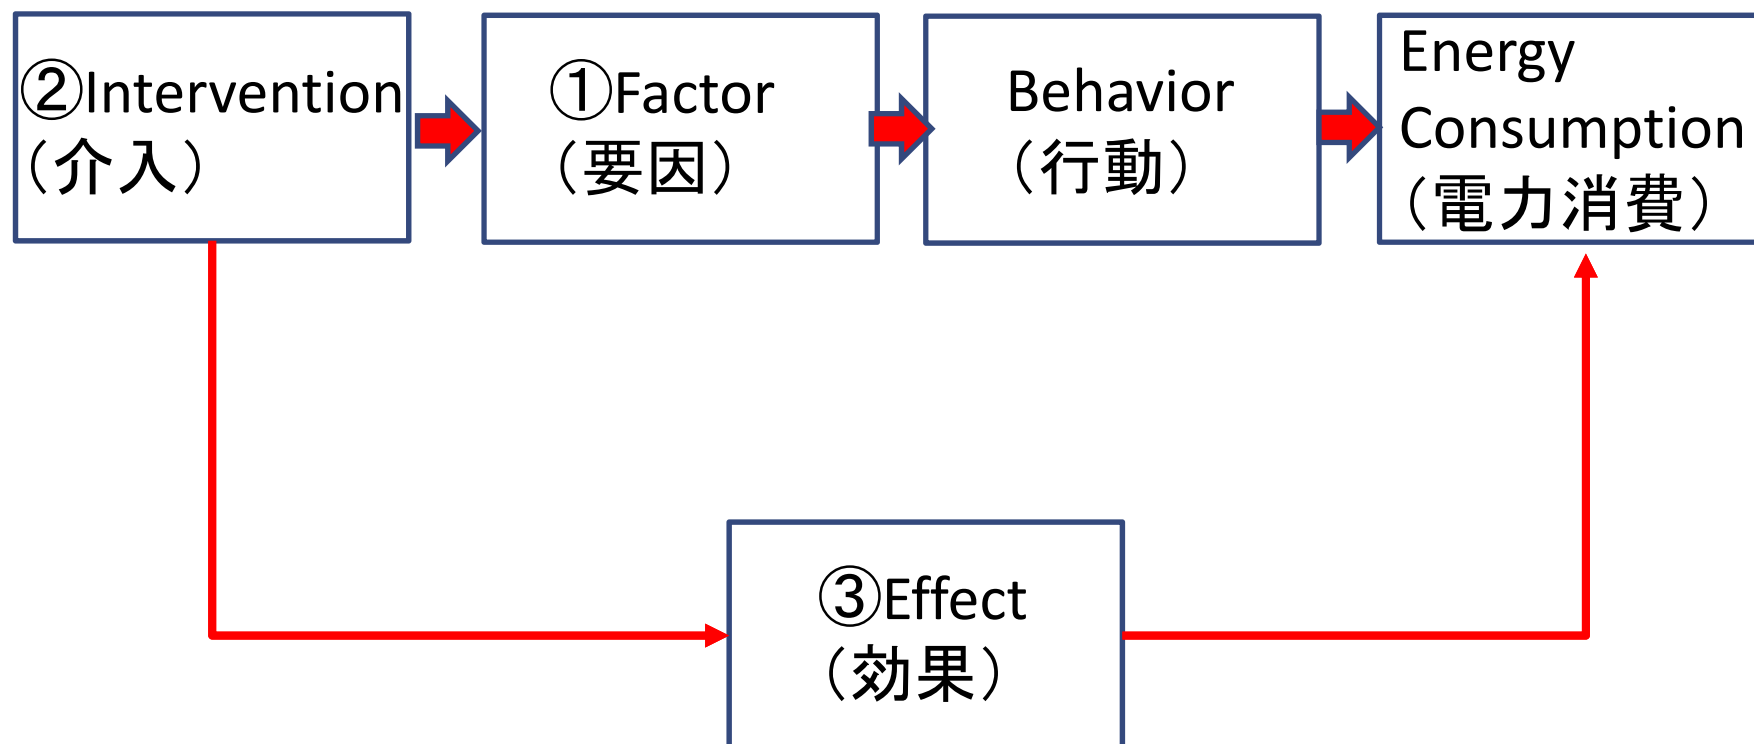 ②Intervention
（介入）
①Factor
（要因）
Behavior
（行動）
Energy
Consumption
（電力消費）
③Effect
（効果）